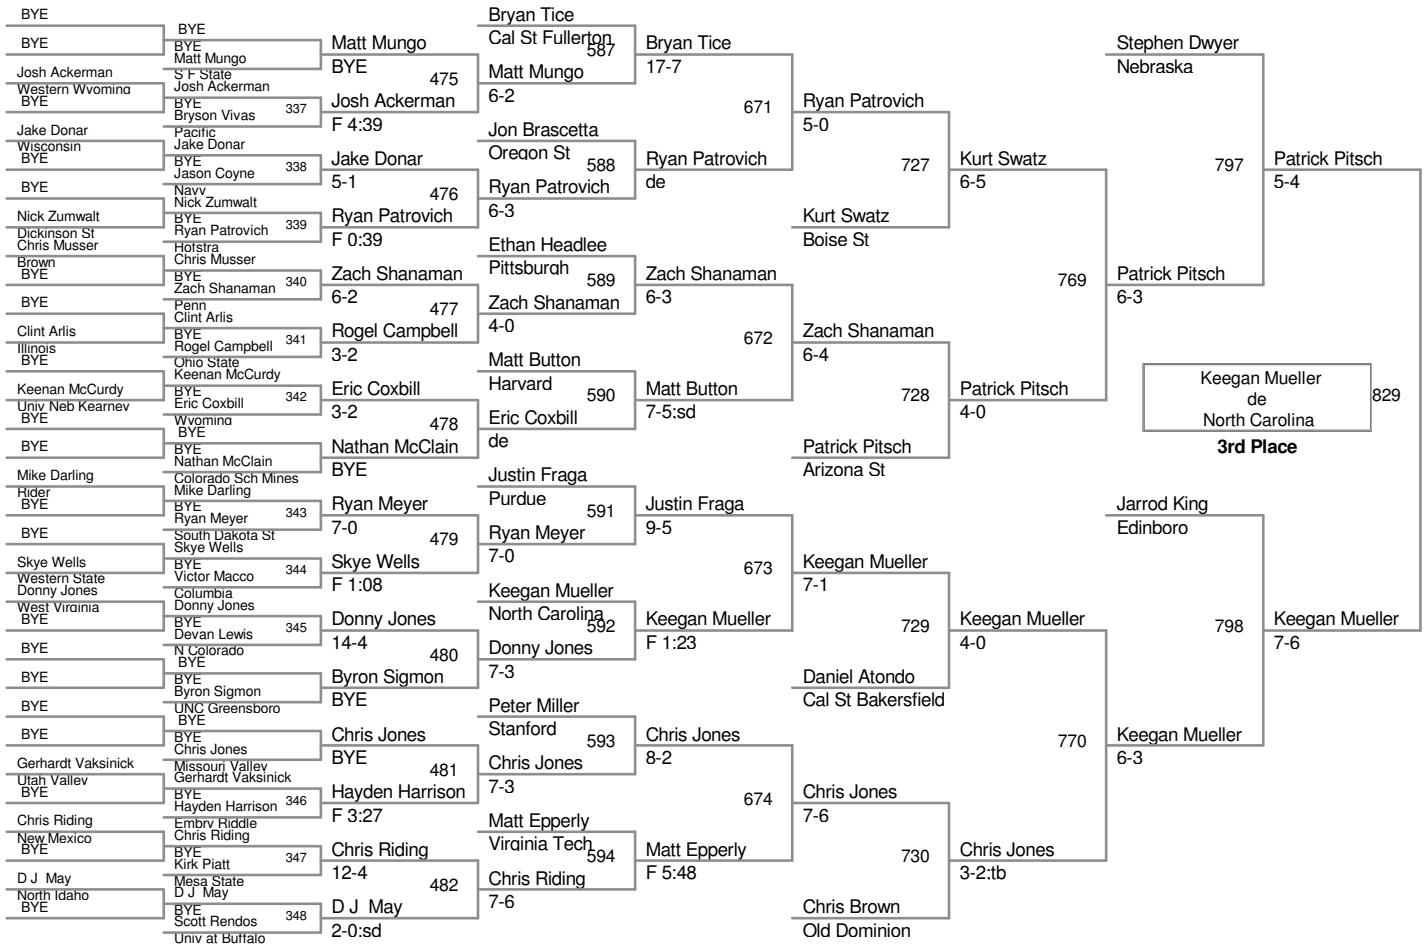 BYE
BYE
Josh Ackerman
Western Wyoming
BYE
Jake Donar
Wisconsin
BYE
BYE
Nick Zumwalt
Dickinson St
Chris Musser
Brown
BYE
BYE
Clint Arlis
Illinois
BYE
Keenan McCurdy
Univ Neb Kearney
BYE
BYE
Mike Darling
Rider
BYE
BYE
Skye Wells
Western State
Donny Jones
West Virginia
BYE
BYE
BYE
BYE
BYE
Gerhardt Vaksinick
Utah Valley
BYE
Chris Riding
New Mexico
BYE
D J May
North Idaho
BYE
BYE
BYE
Matt Mungo
S F State
Josh Ackerman
BYE
337
Bryson Vivas
Pacific
Jake Donar
BYE
338
Jason Coyne
Navy
Nick Zumwalt
BYE
339
Ryan Patrovich
Hofstra
Chris Musser
BYE
340
Zach Shanaman
Penn
Clint Arlis
BYE
341
Rogel Campbell
Ohio State
Keenan McCurdy
BYE
342
Eric Coxbill
Wyoming
BYE
BYE
Nathan McClain
Colorado Sch Mines
Mike Darling
BYE
343
Ryan Meyer
South Dakota St
Skye Wells
BYE
344
Victor Macco
Columbia
Donny Jones
BYE
345
Devan Lewis
N Colorado
BYE
BYE
Byron Sigmon
UNC Greensboro
BYE
BYE
Chris Jones
Missouri Valley
Gerhardt Vaksinick
BYE
346
Hayden Harrison
Embry Riddle
Chris Riding
BYE
347
Kirk Piatt
Mesa State
D J May
BYE
348
Scott Rendos
Univ at Buffalo
Matt Mungo
BYE
475
Josh Ackerman
F 4:39
Jake Donar
5-1
476
Ryan Patrovich
F 0:39
Zach Shanaman
6-2
477
Rogel Campbell
3-2
Eric Coxbill
3-2
478
Nathan McClain
BYE
Ryan Meyer
7-0
479
Skye Wells
F 1:08
Donny Jones
14-4
480
Byron Sigmon
BYE
Chris Jones
BYE
481
Hayden Harrison
F 3:27
Chris Riding
12-4
482
D J May
2-0:sd
Bryan Tice
Cal St Fullerton
587
Matt Mungo
6-2
Jon Brascetta
Oregon St
588
Ryan Patrovich
6-3
Ethan Headlee
Pittsburgh
589
Zach Shanaman
4-0
Matt Button
Harvard
590
Eric Coxbill
de
Justin Fraga
Purdue
591
Ryan Meyer
7-0
Keegan Mueller
North Carolina
592
Donny Jones
7-3
Peter Miller
Stanford
593
Chris Jones
7-3
Matt Epperly
Virginia Tech
594
Chris Riding
7-6
Bryan Tice
17-7
671
Ryan Patrovich
de
Zach Shanaman
6-3
672
Matt Button
7-5:sd
Justin Fraga
9-5
673
Keegan Mueller
F 1:23
Chris Jones
8-2
674
Matt Epperly
F 5:48
Ryan Patrovich
5-0
727
Kurt Swatz
Boise St
Zach Shanaman
6-4
728
Patrick Pitsch
Arizona St
Keegan Mueller
7-1
729
Daniel Atondo
Cal St Bakersfield
Chris Jones
7-6
730
Chris Brown
Old Dominion
Kurt Swatz
6-5
769
Patrick Pitsch
4-0
Keegan Mueller
4-0
770
Chris Jones
3-2:tb
Stephen Dwyer
Nebraska
797
Patrick Pitsch
6-3
Jarrod King
Edinboro
798
Keegan Mueller
6-3
Patrick Pitsch
5-4
Keegan Mueller
de
North Carolina
829
3rd Place
Keegan Mueller
7-6